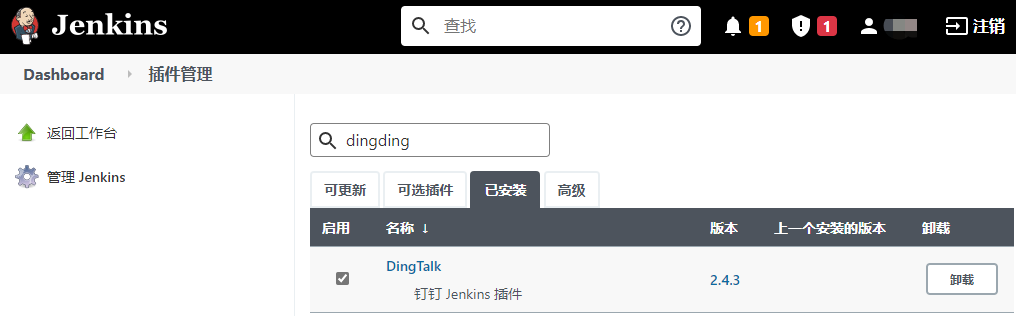 Jenkins 查找 1 1 注销
Dashboard 插件管理
返回工作台
管理 Jenkins
dingding
可更新 可选插件 已安装 高级
启用 名称 ↓ 版本 上一个安装的版本 卸载
DingTalk 2.4.3 卸载
钉钉 Jenkins 插件